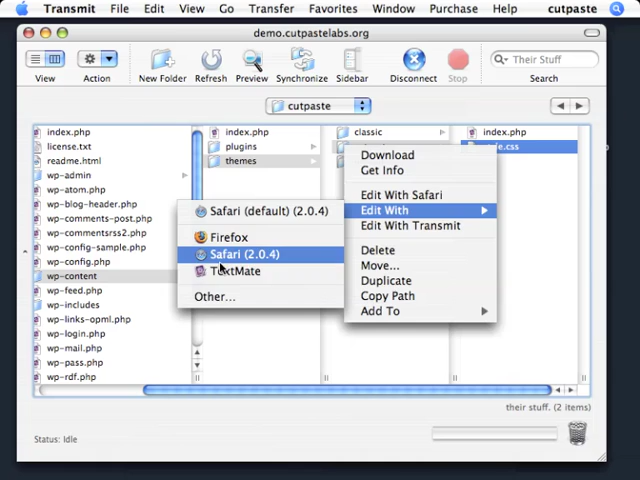 Transmit File Edit View Go Transfer Favorites Window Purchase Help cutpaste
demo.cutpastelabs.org
Their Stuff
View Action New Folder Refresh Preview Synchronize Sidebar Disconnect Stop Search
cutpaste
index.php
license.txt
readme.html
wp-admin
wp-atom.php
wp-blog-header.php
wp-comments-post.php
wp-commentsrss2.php
wp-config-sample.php
wp-config.php
wp-content
wp-feed.php
wp-includes
wp-links-opml.php
wp-login.php
wp-mail.php
wp-pass.php
wp-rdf.php
index.php
plugins
themes
classic
index.php
Download
Get Info
Edit With Safari
Edit With
Edit With Transmit
Delete
Move...
Duplicate
Copy Path
Add To
Safari (default) (2.0.4)
Firefox
Safari (2.0.4)
TextMate
Other...
their stuff. (2 items)
Status: Idle